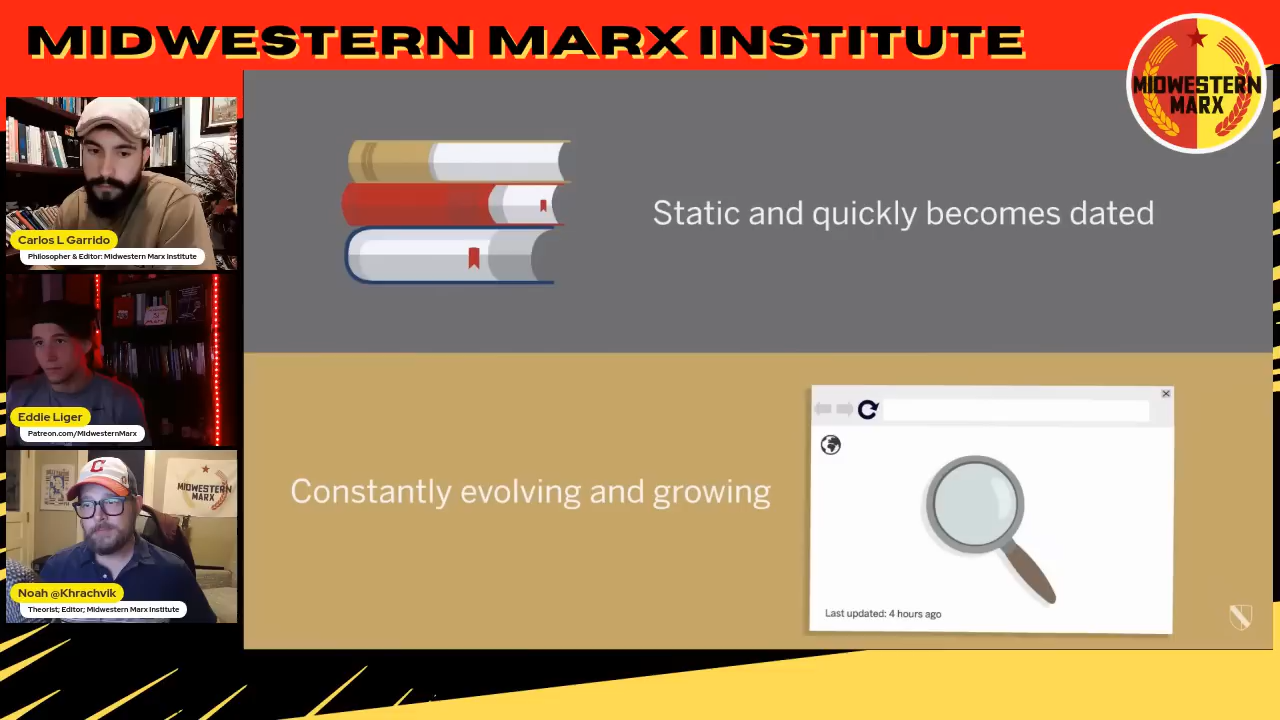 MIDWESTERN MARX INSTITUTE
MIDWESTERN
MARX
Carlos L Garrido
Philosopher & Editor: Midwestern Marx Institute
Eddie Liger
Patreon.com/MidwesternMarx
MIDWESTERN
MARX
Noah @Khrachvik
Theorist; Editor; Midwestern Marx Institute
Static and quickly becomes dated
Constantly evolving and growing
Last updated: 4 hours ago